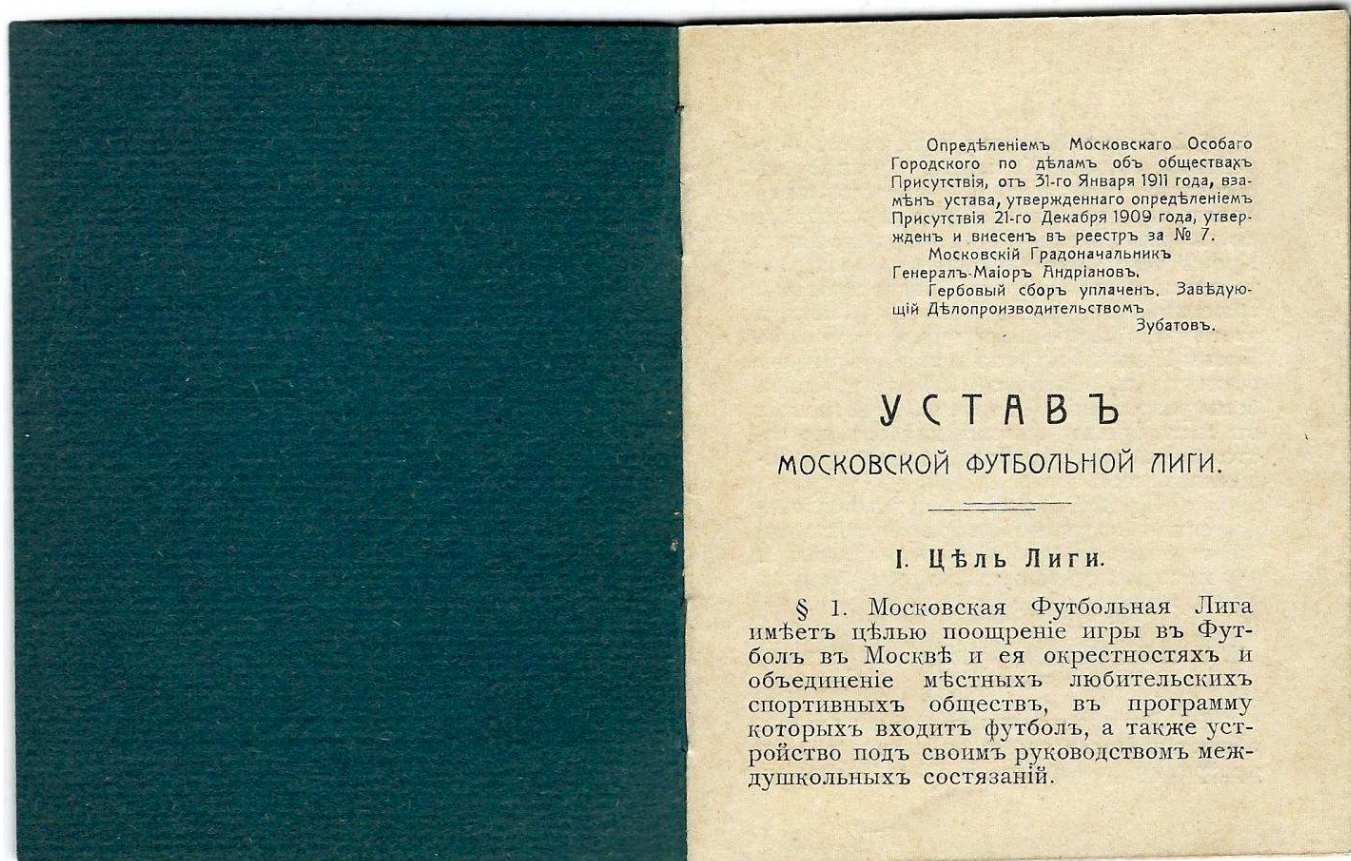 Опредѣленіемъ Московскаго Особаго
Городского по дѣламъ объ обществахъ
Присутствія, отъ 31-го Января 1911 года, вза-
мѣнъ устава, утвержденнаго опредѣленіемъ
Присутствія 21-го Декабря 1909 года, утвер-
жденъ и внесенъ въ реестръ за № 7.
Московскій Градоначальникъ
Генералъ-Маіоръ Андріановъ.
Гербовый сборъ уплаченъ. Завѣдую-
щій Дѣлопроизводительствомъ
Зубатовъ.
УСТАВЪ
МОСКОВСКОЙ ФУТБОЛЬНОЙ ЛИГИ.
I. Цѣль Лиги.
§ 1. Московская Футбольная Лига
имѣетъ цѣлью поощреніе игры въ Фут-
болъ въ Москвѣ и ея окрестностяхъ и
объединеніе мѣстныхъ любительскихъ
спортивныхъ обществъ, въ программу
которыхъ входитъ футболъ, а также уст-
ройство подъ своимъ руководствомъ меж-
душкольныхъ состязаній.